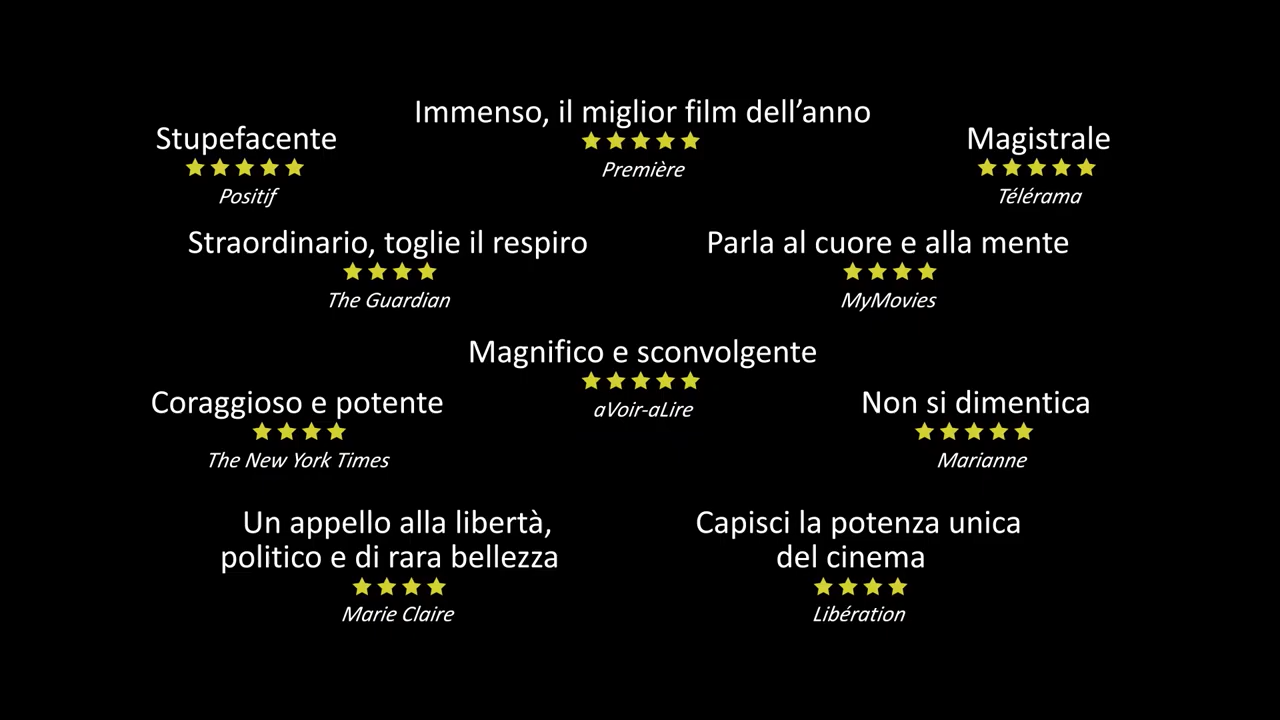 Immenso, il miglior film dell’anno
★★★★★
Première
Stupefacente
★★★★★
Positif
Magistrale
★★★★★
Télérama
Straordinario, toglie il respiro
★★★★
The Guardian
Parla al cuore e alla mente
★★★★
MyMovies
Magnifico e sconvolgente
★★★★★
aVoir-aLire
Coraggioso e potente
★★★★
The New York Times
Non si dimentica
★★★★★
Marianne
Un appello alla libertà,
politico e di rara bellezza
★★★★
Marie Claire
Capisci la potenza unica
del cinema
★★★★
Libération